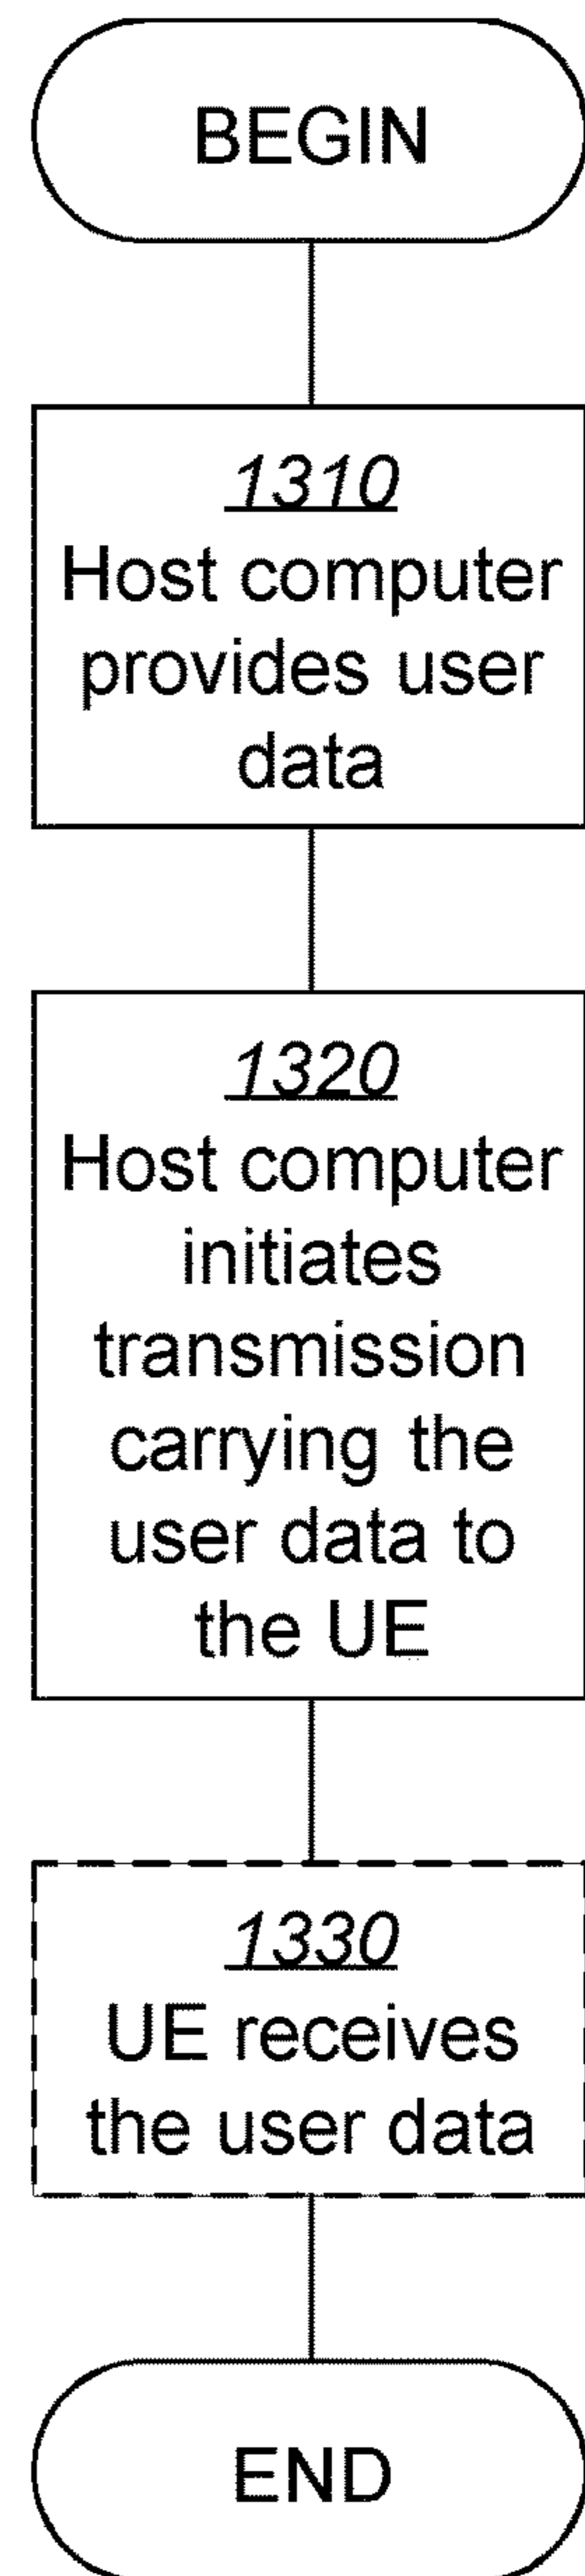 BEGIN
1310
Host computer
provides user
data
1320
Host computer
initiates
transmission
carrying the
user data to
the UE
1330
UE receives
the user data
END